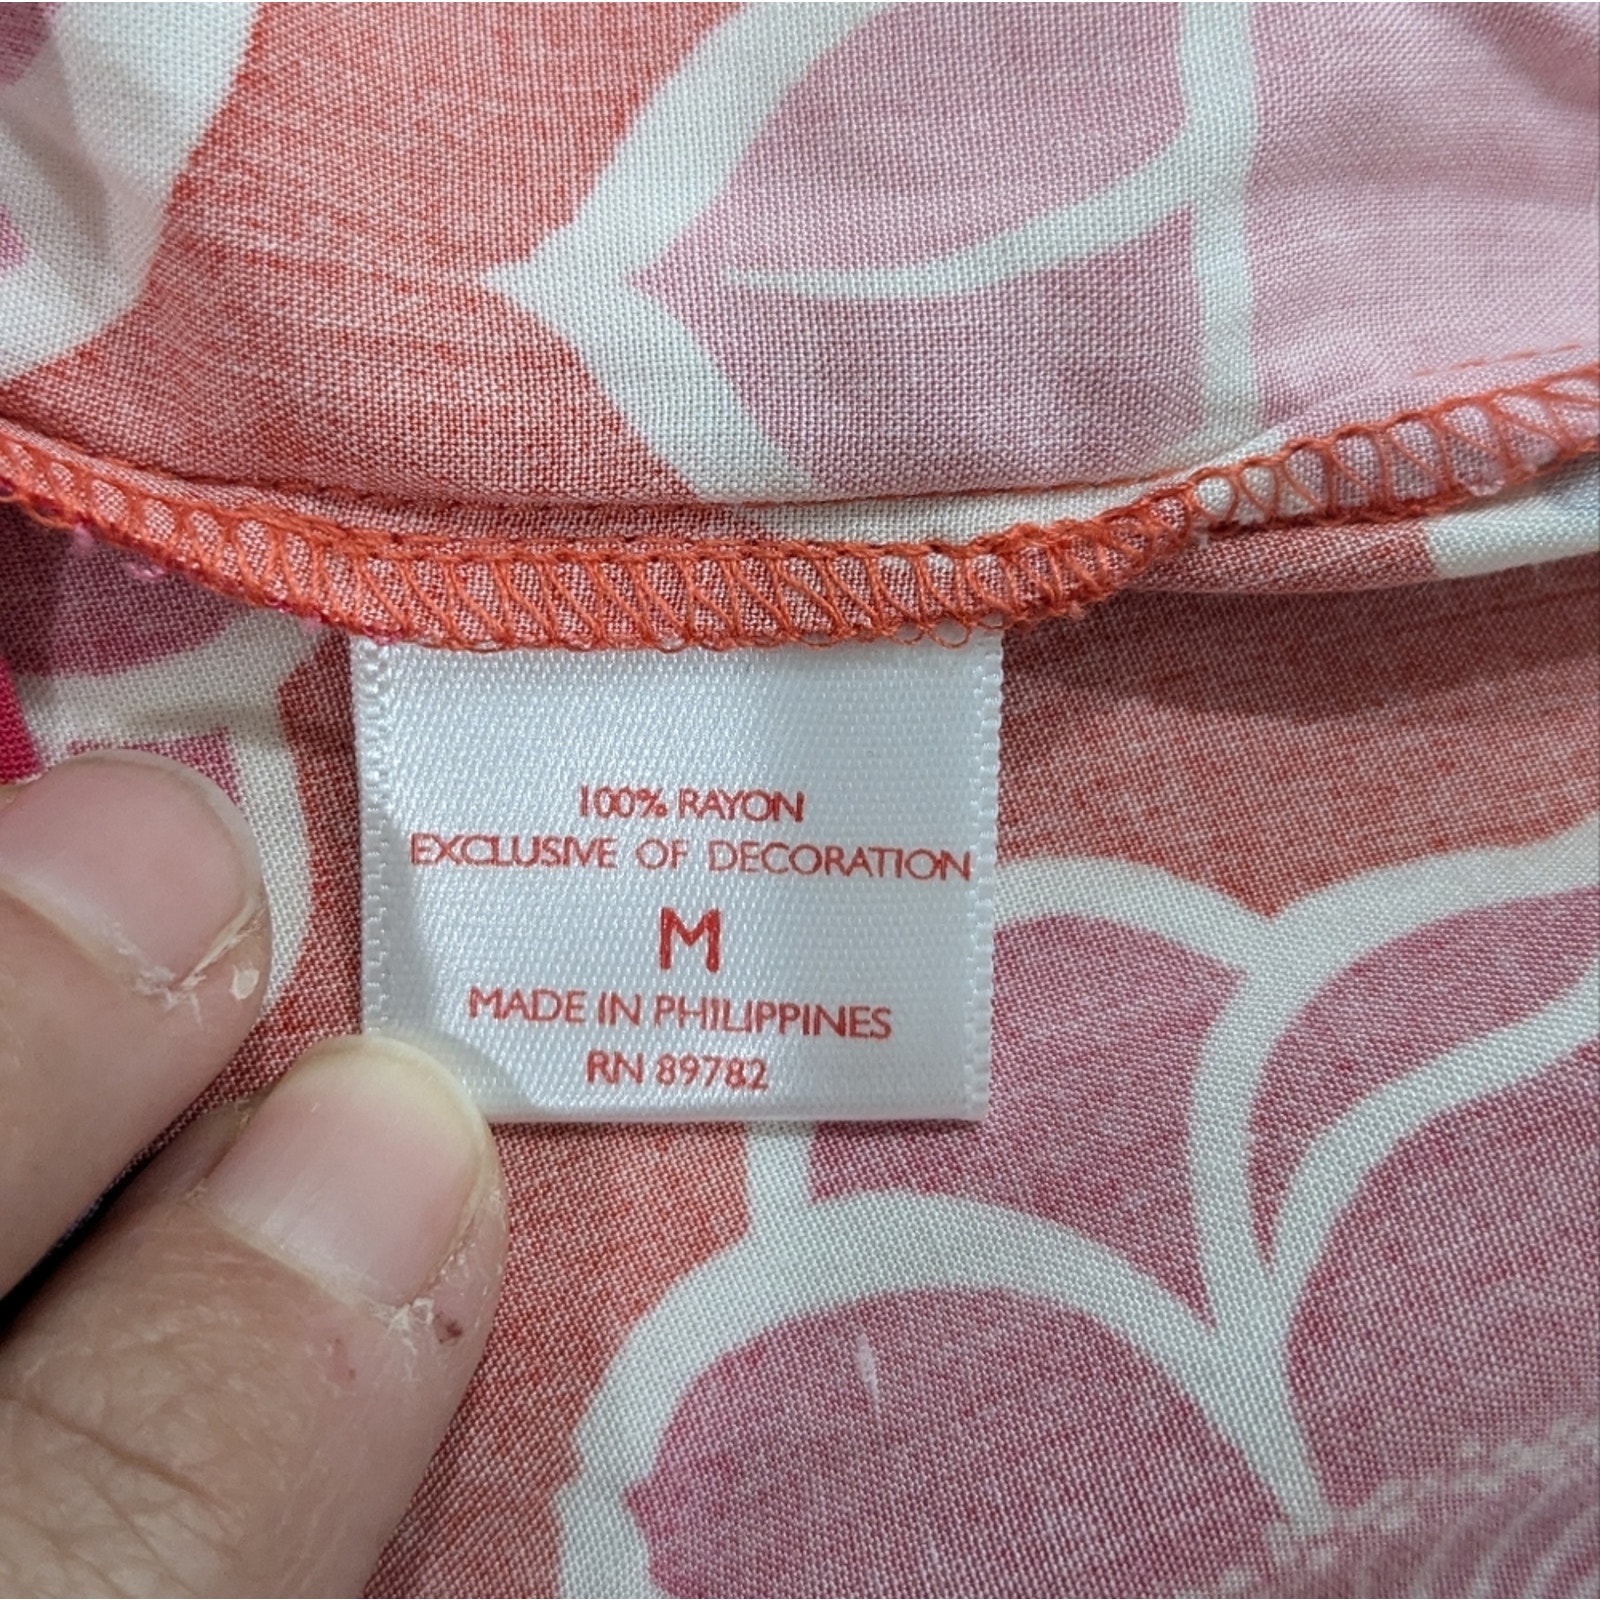 100% RAYON
EXCLUSIVE OF DECORATION
M
MADE IN PHILIPPINES
RN 89782